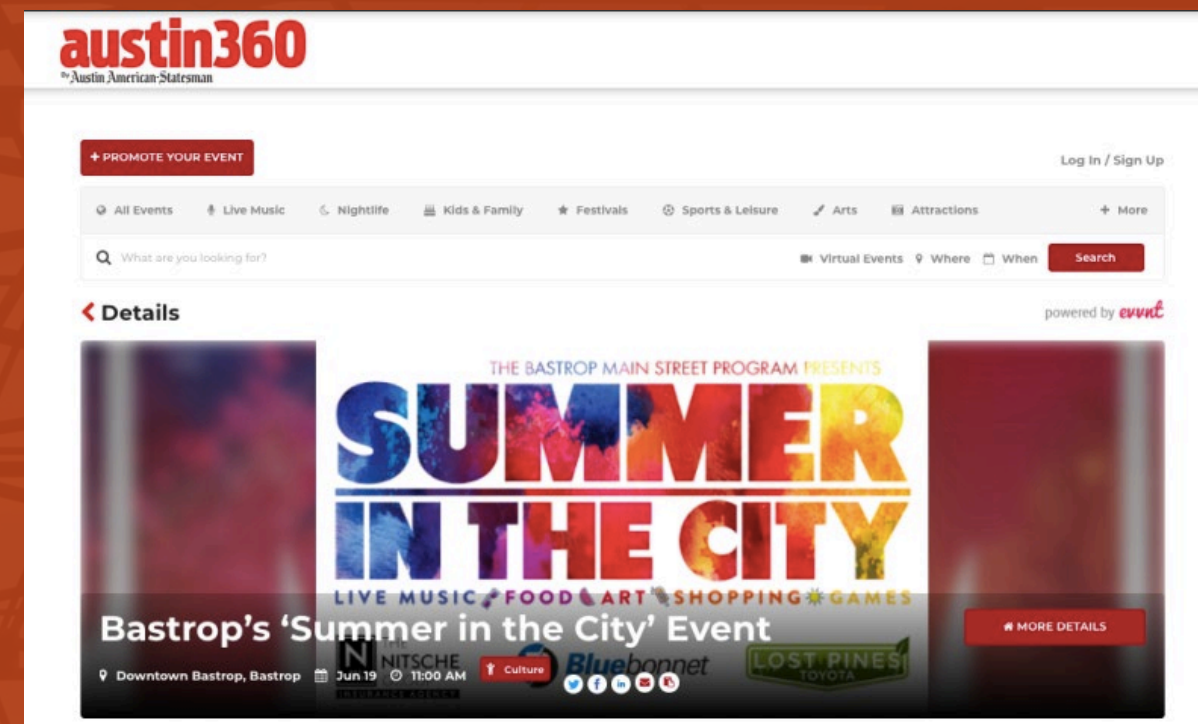 austin360
By Austin American-Statesman
+ PROMOTE YOUR EVENT
Log In / Sign Up
All Events Live Music Nightlife Kids & Family Festivals Sports & Leisure Arts Attractions + More
What are you looking for? Virtual Events Where When Search
Details
powered by evvnt
THE BASTROP MAIN STREET PROGRAM PRESENTS
SUMMER
IN THE CITY
LIVE MUSIC FOOD ART SHOPPING GAMES
Bastrop's 'Summer in the City' Event
MORE DETAILS
THE
N NITSCHE
INSURANCE AGENCY
Bluebonnet
LOST PINES
TOYOTA
Downtown Bastrop, Bastrop Jun 19 11:00 AM Culture